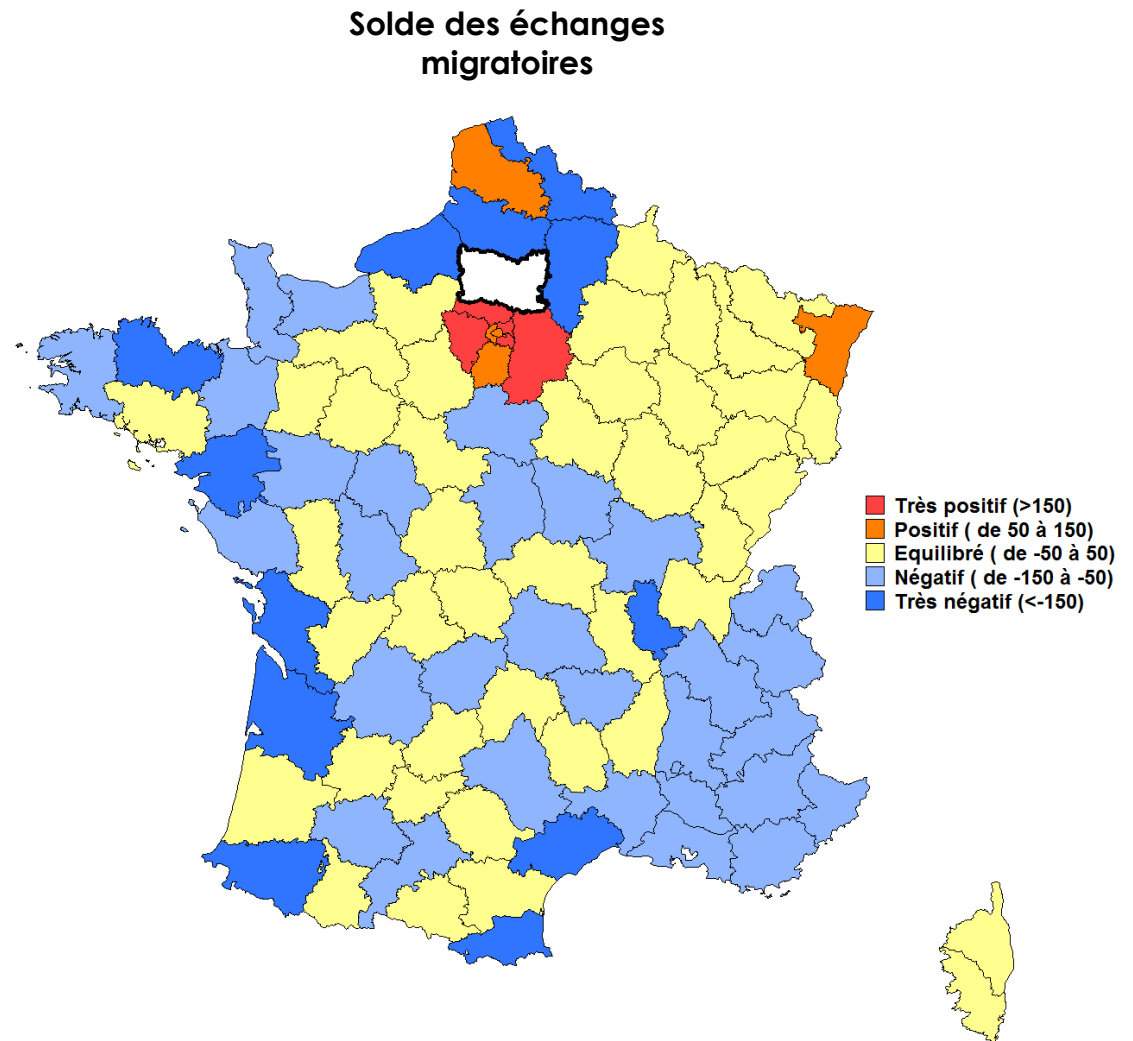 Solde des échanges
migratoires
Très positif (>150)
Positif ( de 50 à 150)
Equilibré ( de -50 à 50)
Négatif ( de -150 à -50)
Très négatif (<-150)